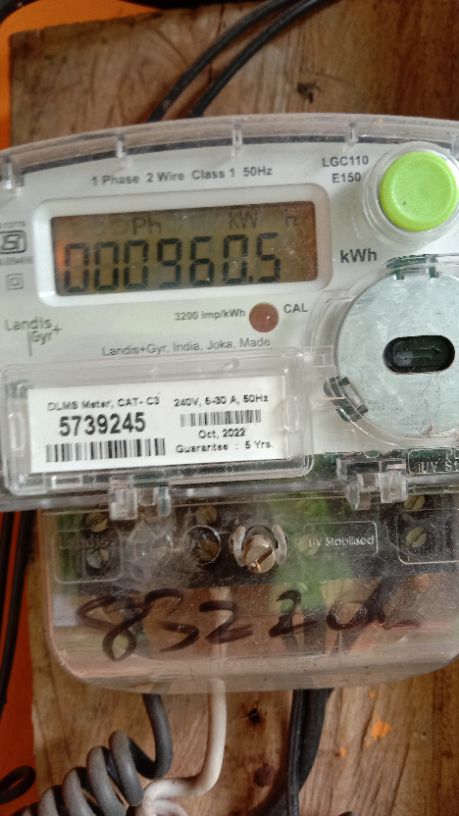 1 Phase 2 Wire Class 1 50Hz
LGC110
E150
Ph KW H
000960.5
kWh
3200 Imp/kWh CAL
Landis
Gyr+
Landis+Gyr, India, Joka, Made
DLMS Meter, CAT- C3 240V, 5-30 A, 50Hz
5739245
Oct, 2022
Guarantee : 5 Yrs.
UV Stabilised